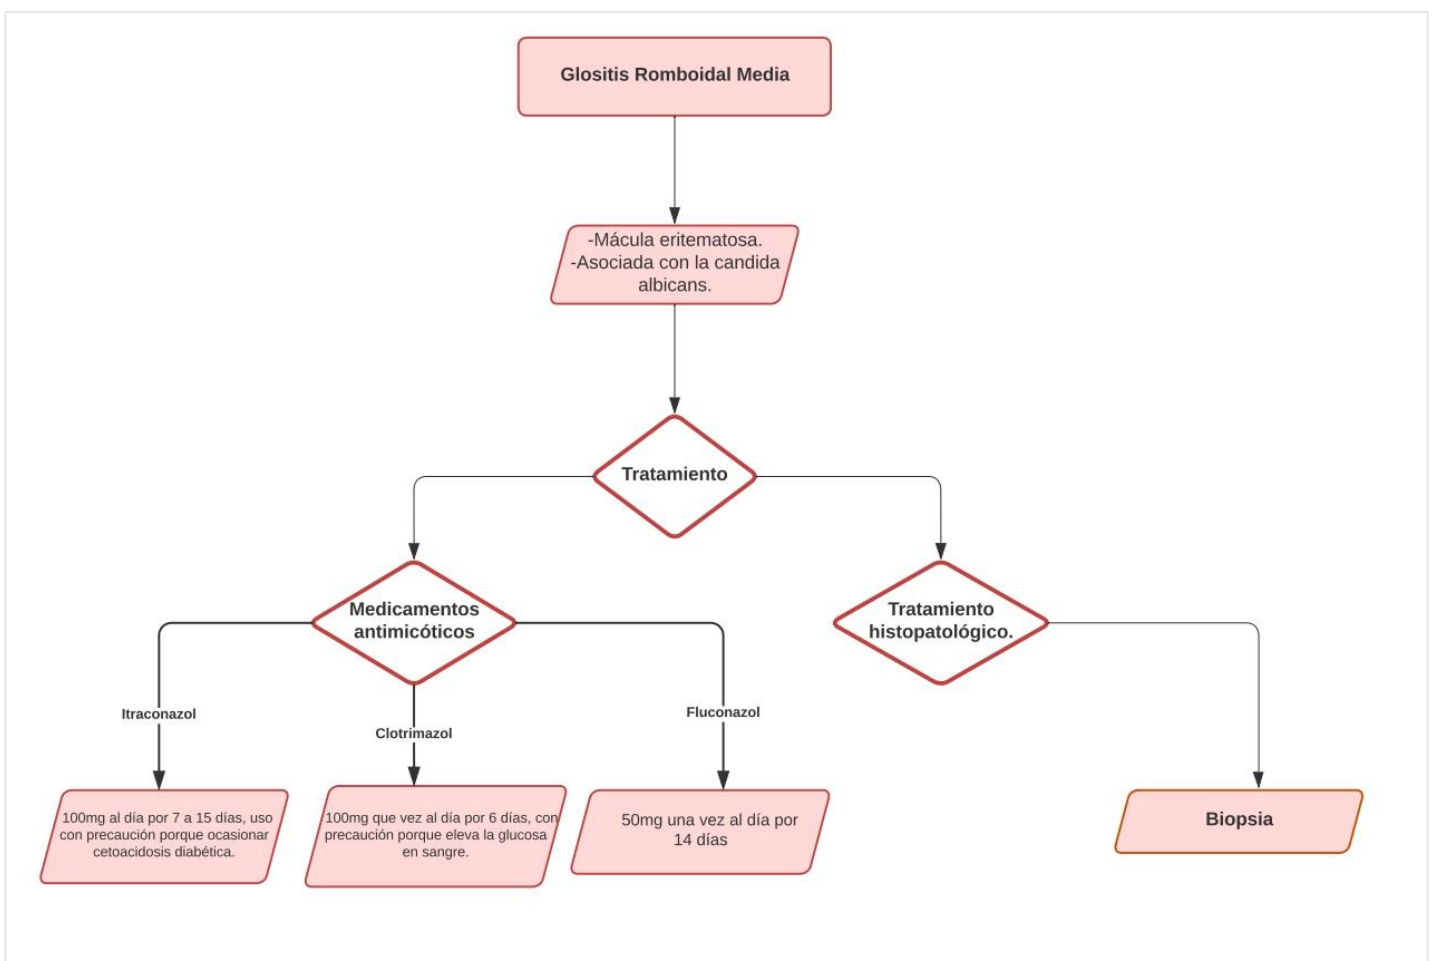 Glositis Romboidal Media
-Mácula eritematosa.
-Asociada con la candida
albicans.
Tratamiento
Medicamentos
antimicóticos
Tratamiento
histopatológico.
Itraconazol
Clotrimazol
Fluconazol
100mg al día por 7 a 15 días, uso
con precaución porque ocasionar
cetoacidosis diabética.
100mg que vez al día por 6 días, con
precaución porque eleva la glucosa
en sangre.
50mg una vez al día por
14 días
Biopsia